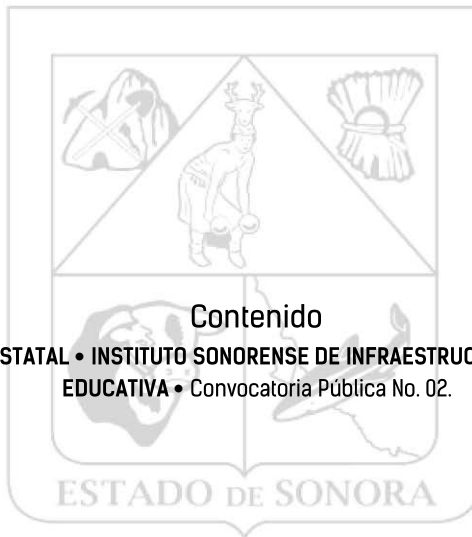 Contenido
STATAL • INSTITUTO SONORENSE DE INFRAESTRUC
EDUCATIVA • Convocatoria Pública No. 02.
ESTADO DE SONORA